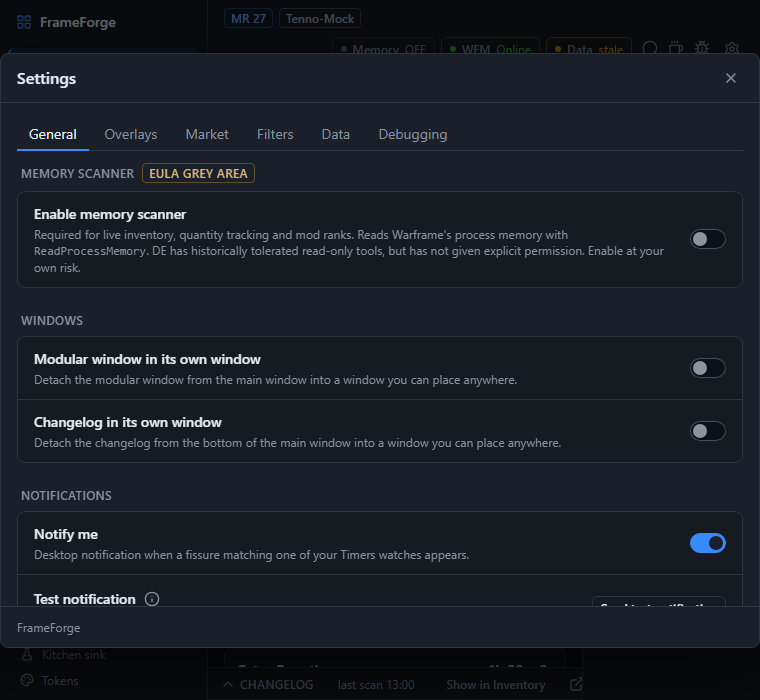 FrameForge
MR 27
Tenno-Mock
Memory OFF
WFM Online
Data stale
Settings
General
Overlays
Market
Filters
Data
Debugging
MEMORY SCANNER
EULA GREY AREA
Enable memory scanner
Required for live inventory, quantity tracking and mod ranks. Reads Warframe's process memory with
ReadProcessMemory. DE has historically tolerated read-only tools, but has not given explicit permission. Enable at your
own risk.
WINDOWS
Modular window in its own window
Detach the modular window from the main window into a window you can place anywhere.
Changelog in its own window
Detach the changelog from the bottom of the main window into a window you can place anywhere.
NOTIFICATIONS
Notify me
Desktop notification when a fissure matching one of your Timers watches appears.
Test notification
FrameForge
Kitchen sink
Tokens
CHANGELOG
last scan 13:00
Show in Inventory